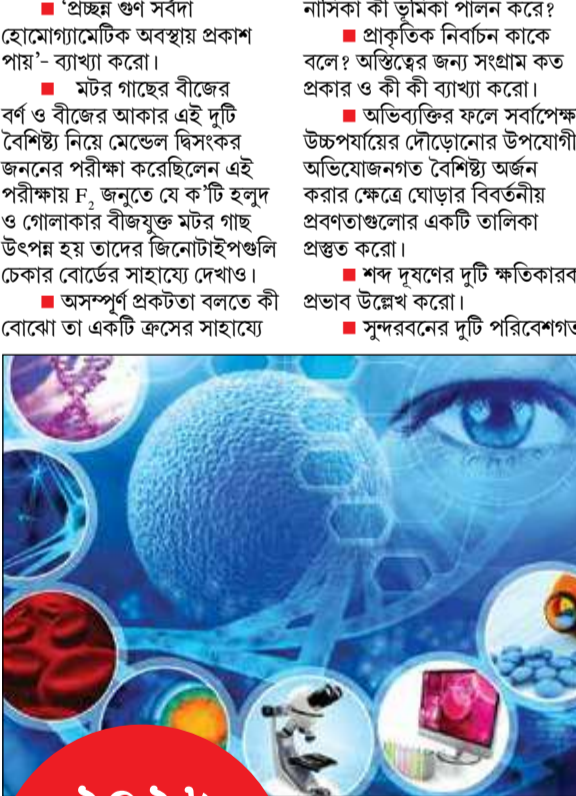 ■ ‘প্রচ্ছন্ন গুণ সর্বদা
হোমোগ্যামেটিক অবস্থায় প্রকাশ
পায়’- ব্যাখ্যা করো।
■ মটর গাছের বীজের
বর্ণ ও বীজের আকার এই দুটি
বৈশিষ্ট্য নিয়ে মেন্ডেল দ্বিসংকর
জননের পরীক্ষা করেছিলেন এই
পরীক্ষায় F₂ জনুতে যে ক’টি হলুদ
ও গোলাকার বীজযুক্ত মটর গাছ
উৎপন্ন হয় তাদের জিনোটাইপগুলি
চেকার বোর্ডের সাহায্যে দেখাও।
■ অসম্পূর্ণ প্রকটতা বলতে কী
বোঝো তা একটি ক্রসের সাহায্যে
নাসিকা কী ভূমিকা পালন করে?
■ প্রাকৃতিক নির্বাচন কাকে
বলে? অস্তিত্বের জন্য সংগ্রাম কত
প্রকার ও কী কী ব্যাখ্যা করো।
■ অভিব্যক্তির ফলে সর্বাপেক্ষ
উচ্চপর্যায়ের দৌড়োনোর উপযোগী
অভিযোজনগত বৈশিষ্ট্য অর্জন
করার ক্ষেত্রে ঘোড়ার বিবর্তনীয়
প্রবণতাগুলোর একটি তালিকা
প্রস্তুত করো।
■ শব্দ দূষণের দুটি ক্ষতিকারব
প্রভাব উল্লেখ করো।
■ সুন্দরবনের দুটি পরিবেশগত